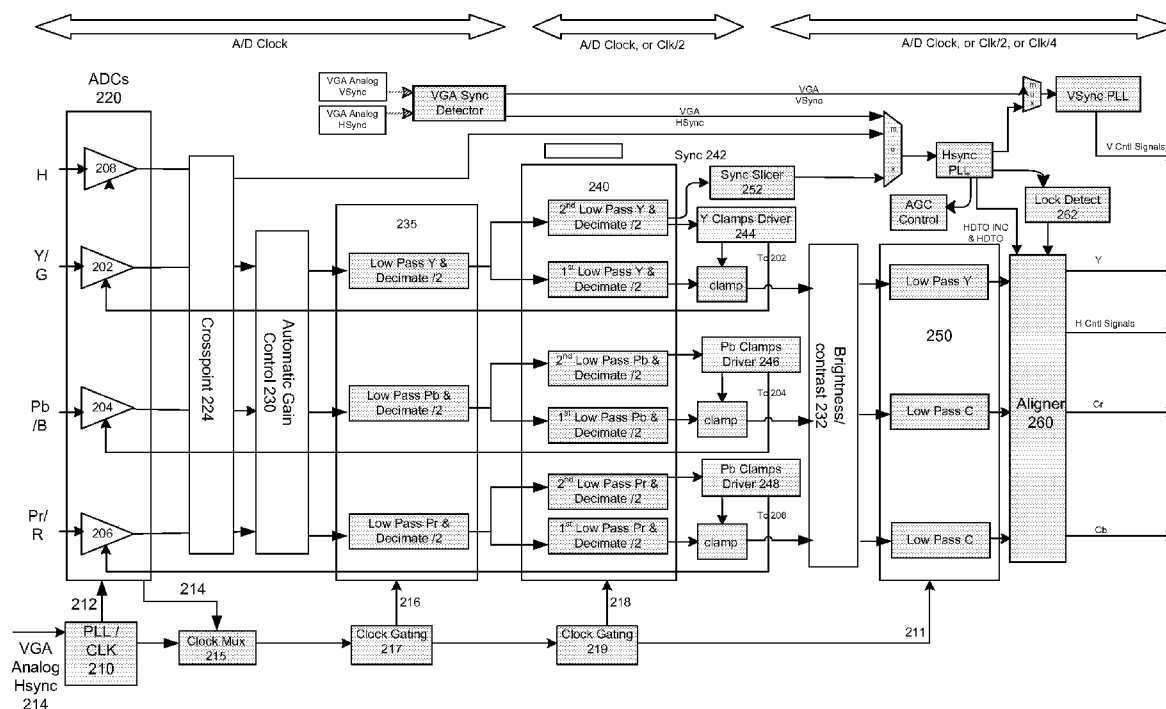 A/D Clock
A/D Clock, or Clk/2
A/D Clock, or Clk/2, or Clk/4
ADCs
220
VGA Analog
VSync
VGA Analog
HSync
VGA Sync
Detector
VGA
VSync
VGA
HSync
mux
mux
VSync PLL
V Cntl Signals
Hsync
PLL
AGC
Control
Lock Detect
262
HDTO INC
& HDTO
Sync 242
Sync Slicer
252
H
208
240
2nd Low Pass Y &
Decimate /2
Y Clamps Driver
244
To 202
235
Y/
G
202
Low Pass Y &
Decimate /2
1st Low Pass Y &
Decimate /2
clamp
Low Pass Y
Y
H Cntl Signals
Crosspoint 224
Automatic Gain
Control 230
Brightness/
contrast 232
250
Aligner
260
2nd Low Pass Pb &
Decimate /2
Pb Clamps
Driver 246
To 204
Pb
/B
204
Low Pass Pb &
Decimate /2
1st Low Pass Pb &
Decimate /2
clamp
Low Pass C
Cr
2nd Low Pass Pr &
Decimate /2
Pb Clamps
Driver 248
To 206
Pr/
R
206
Low Pass Pr &
Decimate /2
1st Low Pass Pr &
Decimate /2
clamp
Low Pass C
Cb
212
214
216
218
211
PLL /
CLK
210
Clock Mux
215
Clock Gating
217
Clock Gating
219
VGA
Analog
Hsync
214